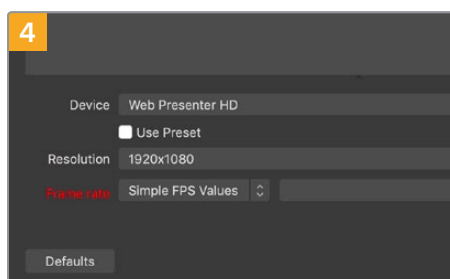 4
Device Web Presenter HD
Use Preset
Resolution 1920x1080
Frame rate Simple FPS Values
Defaults